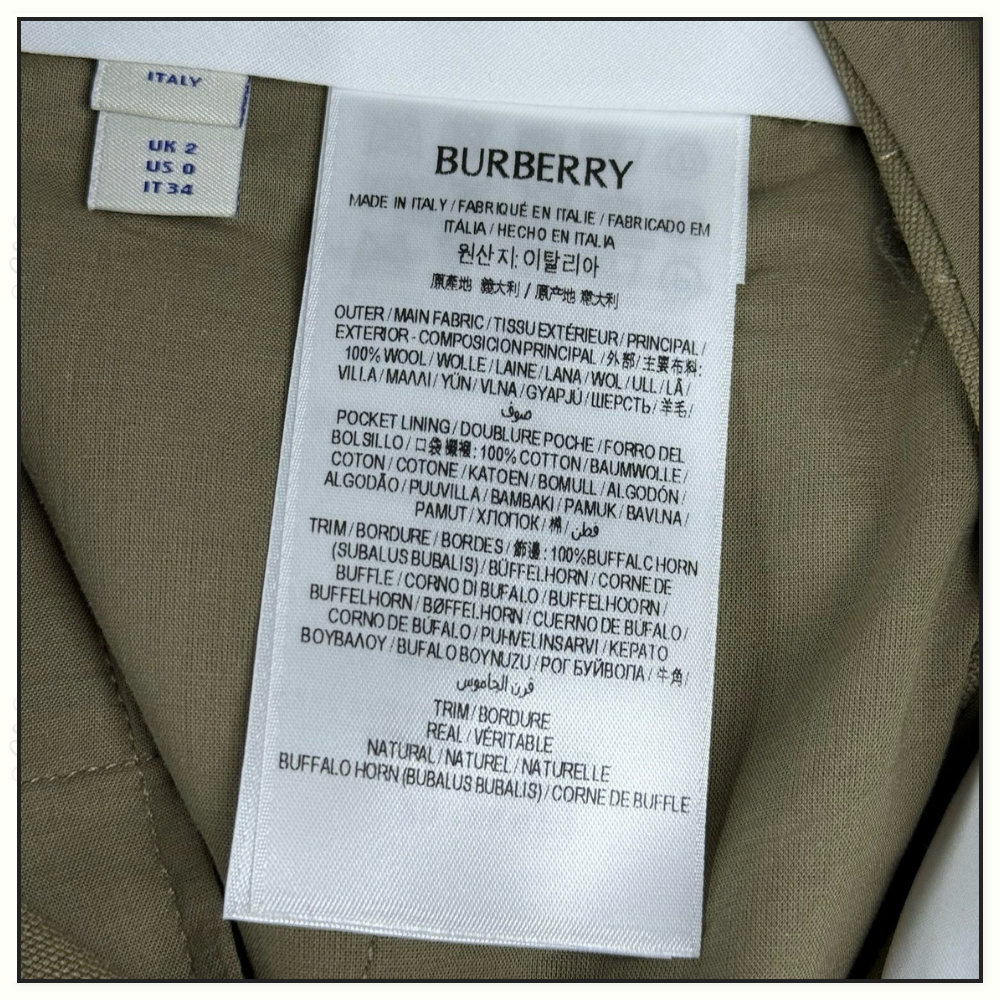 ITALY
UK 2
US 0
IT 34
BURBERRY
MADE IN ITALY / FABRIQUÉ EN ITALIE / FABRICADO EM
ITÁLIA / HECHO EN ITALIA
원산지: 이탈리아
原產地 義大利 / 原产地 意大利
OUTER / MAIN FABRIC / TISSU EXTÉRIEUR / PRINCIPAL /
EXTERIOR - COMPOSICION PRINCIPAL / 外部 / 主要布料:
100% WOOL / WOLLE / LAINE / LANA / WOL / ULL / LÃ /
VILLA / ΜΑΛΛΙ / YÜN / VLNA / GYAPJÚ / ШЕРСТЬ / 羊毛 /
صوف
POCKET LINING / DOUBLURE POCHE / FORRO DEL
BOLSILLO / 口袋襯裡: 100% COTTON / BAUMWOLLE /
COTON / COTONE / KATOEN / BOMULL / ALGODÓN /
ALGODÃO / PUUVILLA / BAMBAKI / PAMUK / BAVLNA /
PAMUT / ХЛОПОК / 棉 / قطن
TRIM / BORDURE / BORDES / 飾邊: 100% BUFFALC HORN
(SUBALUS BUBALIS) / BÜFFELHORN / CORNE DE
BUFFLE / CORNO DI BUFALO / BUFFELHOORN /
BUFFELHORN / BØFFELHORN / CUERNO DE BÚFALO /
CORNO DE BÚFALO / PUHVELINSARVI / ΚΕΡΑΤΟ
ΒΟΥΒΑΛΟΥ / BUFALO BOYNUZU / РОГ БУЙВОЛА / 牛角 /
قرن الجاموس
TRIM / BORDURE
REAL / VÉRITABLE
NATURAL / NATUREL / NATURELLE
BUFFALO HORN (SUBALUS BUBALIS) / CORNE DE BUFFLE